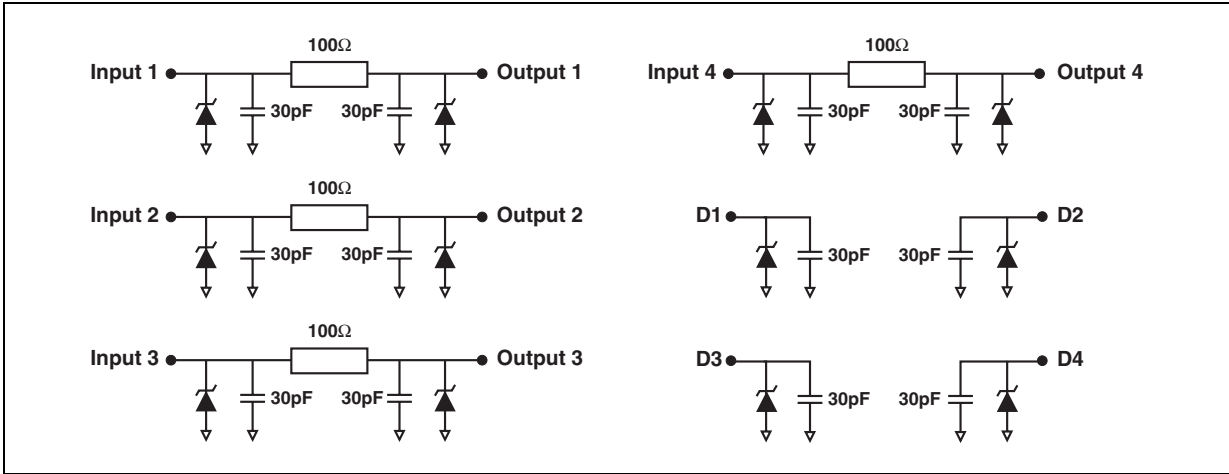 100Ω
Input 1
Output 1
30pF
30pF
100Ω
Input 4
Output 4
30pF
30pF
100Ω
Input 2
Output 2
30pF
30pF
D1
D2
30pF
30pF
100Ω
Input 3
Output 3
30pF
30pF
D3
D4
30pF
30pF